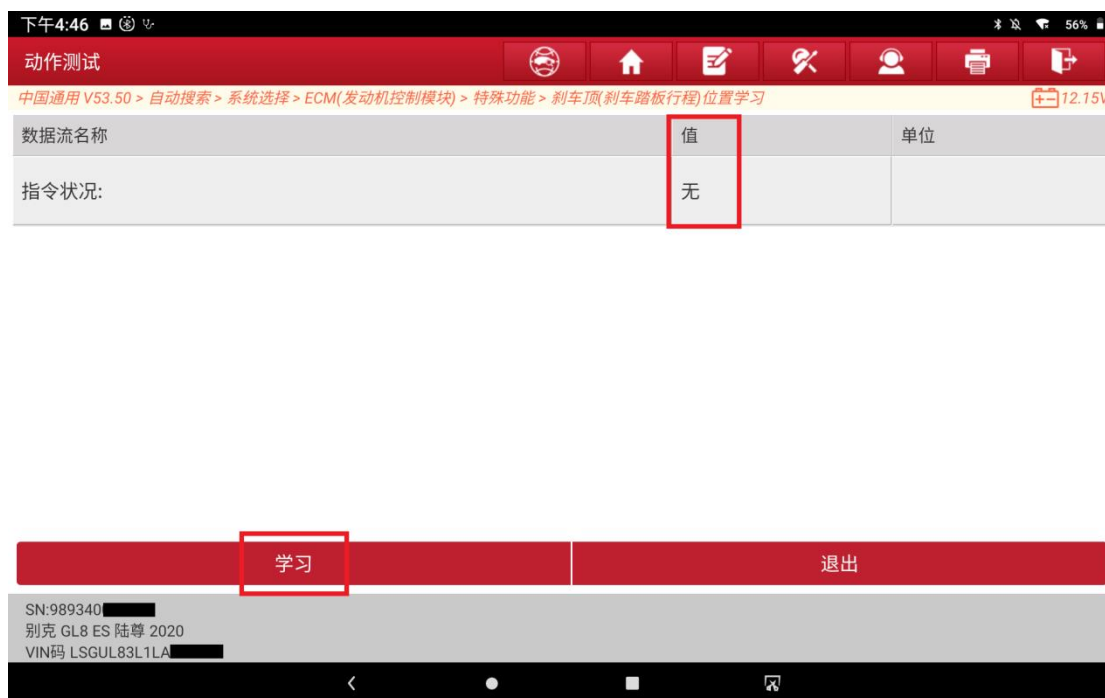 下午4:46
56%
动作测试
中国通用 V53.50 > 自动搜索 > 系统选择 > ECM(发动机控制模块) > 特殊功能 > 刹车顶(刹车踏板行程)位置学习
12.15V
数据流名称 值 单位
指令状况: 无
学习 退出
SN:989340
别克 GL8 ES 陆尊 2020
VIN码 LSGUL83L1LA